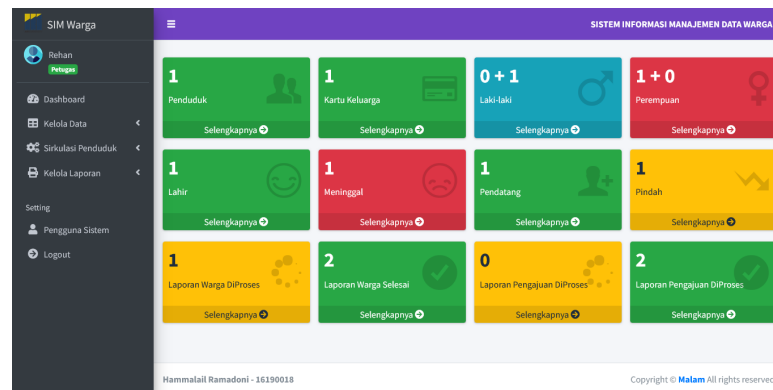 SIM Warga
SISTEM INFORMASI MANAJEMEN DATA WARGA
Rehan
Petugas
Dashboard
Kelola Data
Sirkulasi Penduduk
Kelola Laporan
Setting
Pengguna Sistem
Logout
1
Penduduk
Selengkapnya
1
Kartu Keluarga
Selengkapnya
0 + 1
Laki-laki
Selengkapnya
1 + 0
Perempuan
Selengkapnya
1
Lahir
Selengkapnya
1
Meninggal
Selengkapnya
1
Pendatang
Selengkapnya
1
Pindah
Selengkapnya
1
Laporan Warga DiProses
Selengkapnya
2
Laporan Warga Selesai
Selengkapnya
0
Laporan Pengajuan DiProses
Selengkapnya
2
Laporan Pengajuan DiProses
Selengkapnya
Hammalail Ramadoni - 16190018
Copyright © Malam All rights reserved